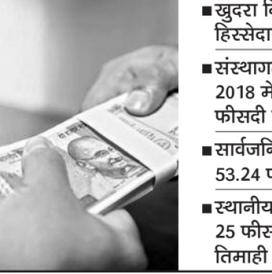 ■ खुदरा
हिस्सेदा
■ संस्थाग
2018 में
फीसदी
■ सार्वजनि
53.24 प
■ स्थानीय
25 फीस
तिमाही